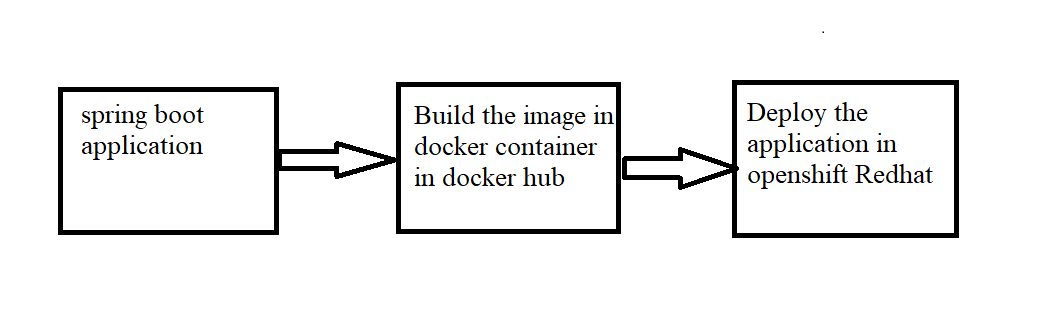 spring boot
application
Build the image in
docker container
in docker hub
Deploy the
application in
openshift Redhat